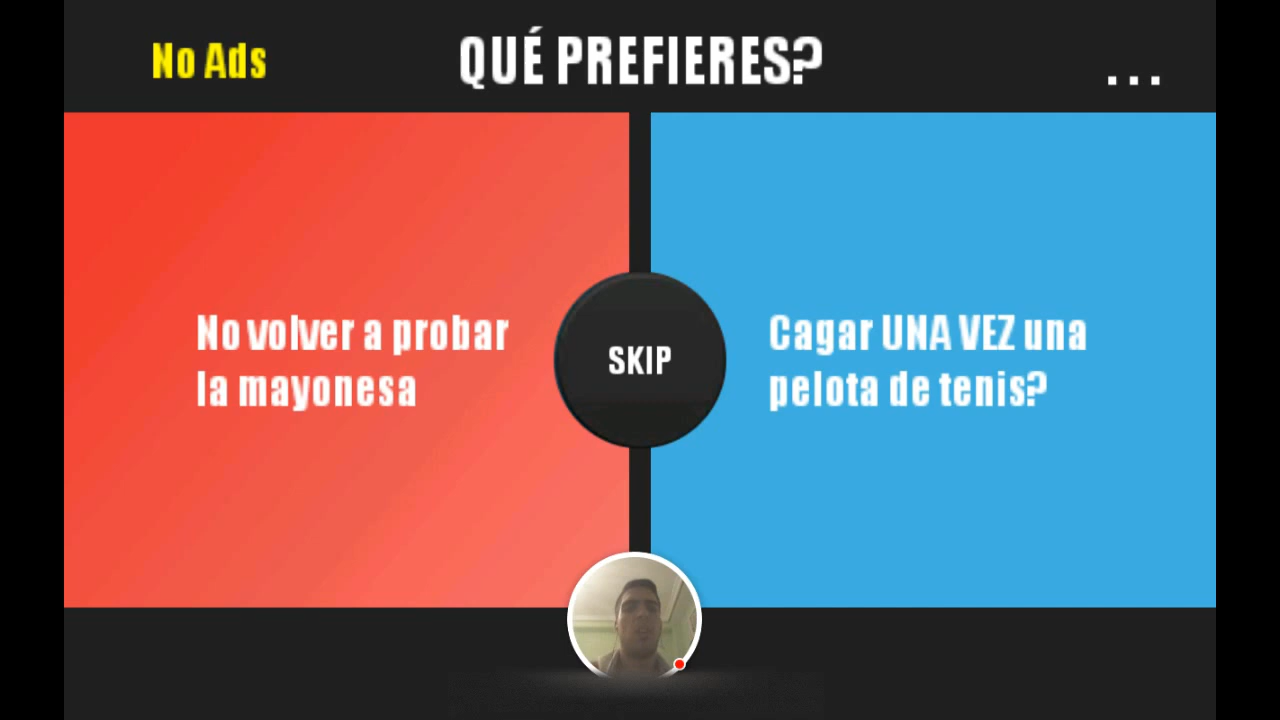 No Ads
QUÉ PREFIERES?
...
No volver a probar
la mayonesa
SKIP
Cagar UNA VEZ una
pelota de tenis?